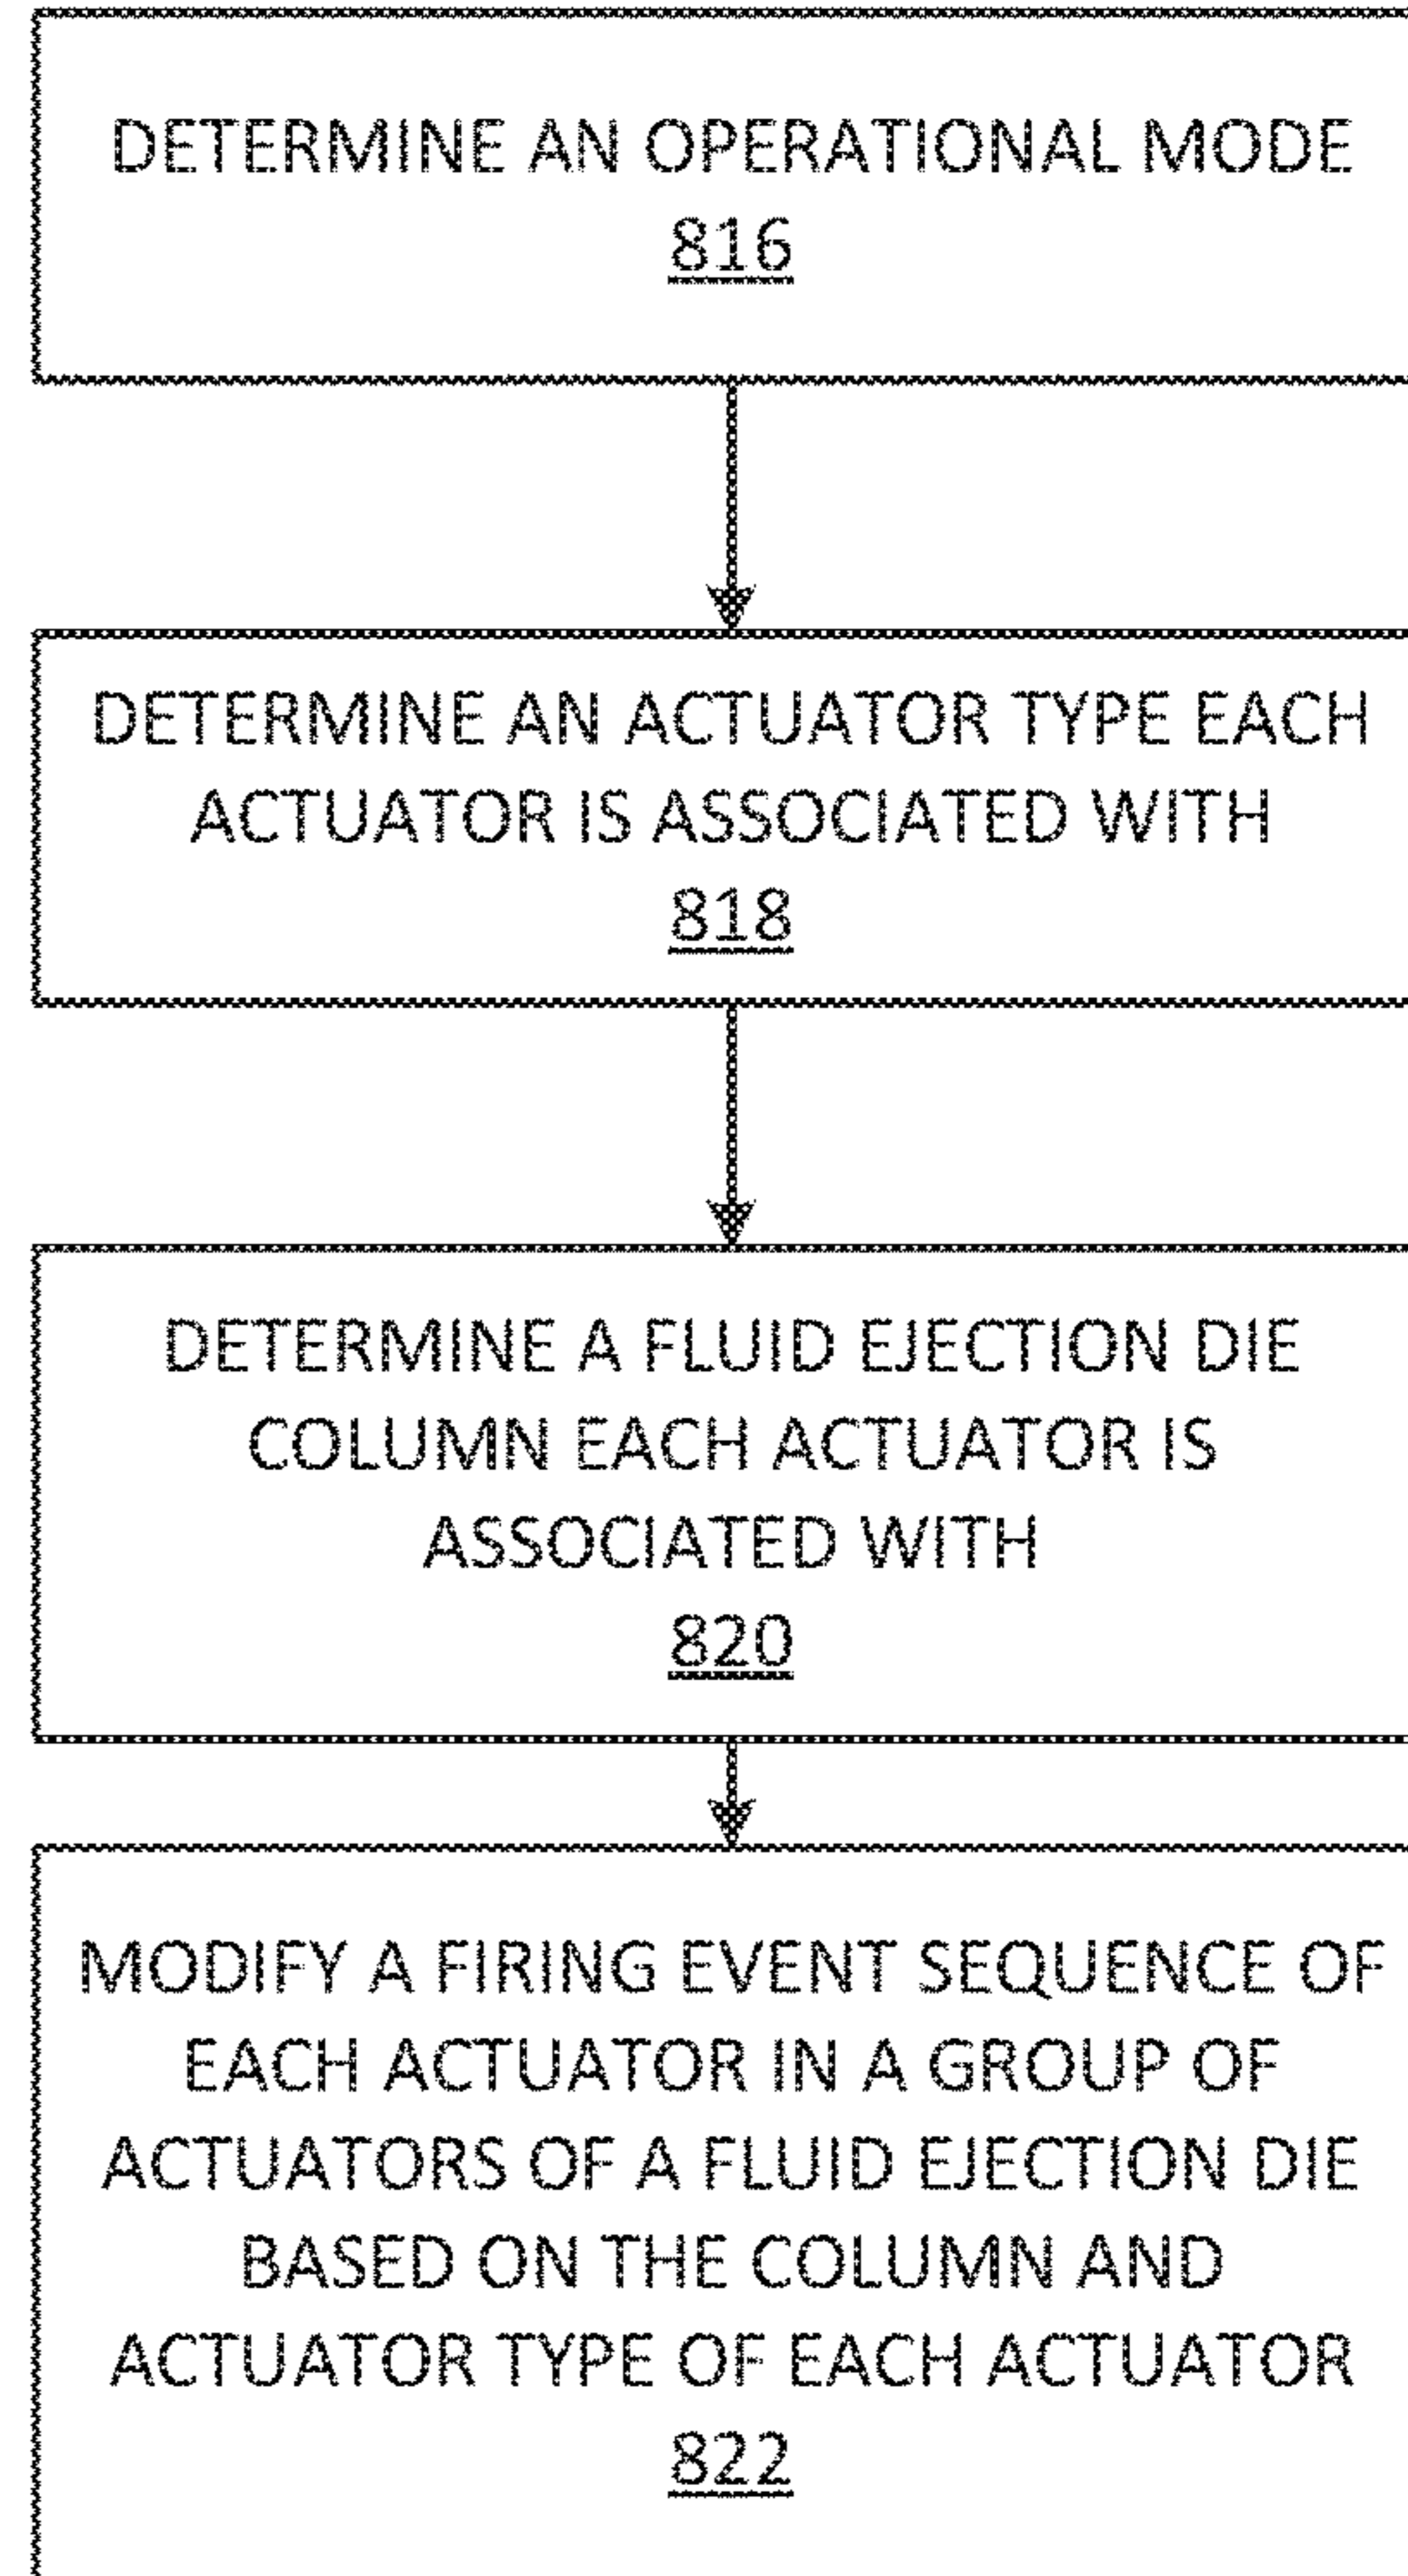 DETERMINE AN OPERATIONAL MODE
816
DETERMINE AN ACTUATOR TYPE EACH
ACTUATOR IS ASSOCIATED WITH
818
DETERMINE A FLUID EJECTION DIE
COLUMN EACH ACTUATOR IS
ASSOCIATED WITH
820
MODIFY A FIRING EVENT SEQUENCE OF
EACH ACTUATOR IN A GROUP OF
ACTUATORS OF A FLUID EJECTION DIE
BASED ON THE COLUMN AND
ACTUATOR TYPE OF EACH ACTUATOR
822